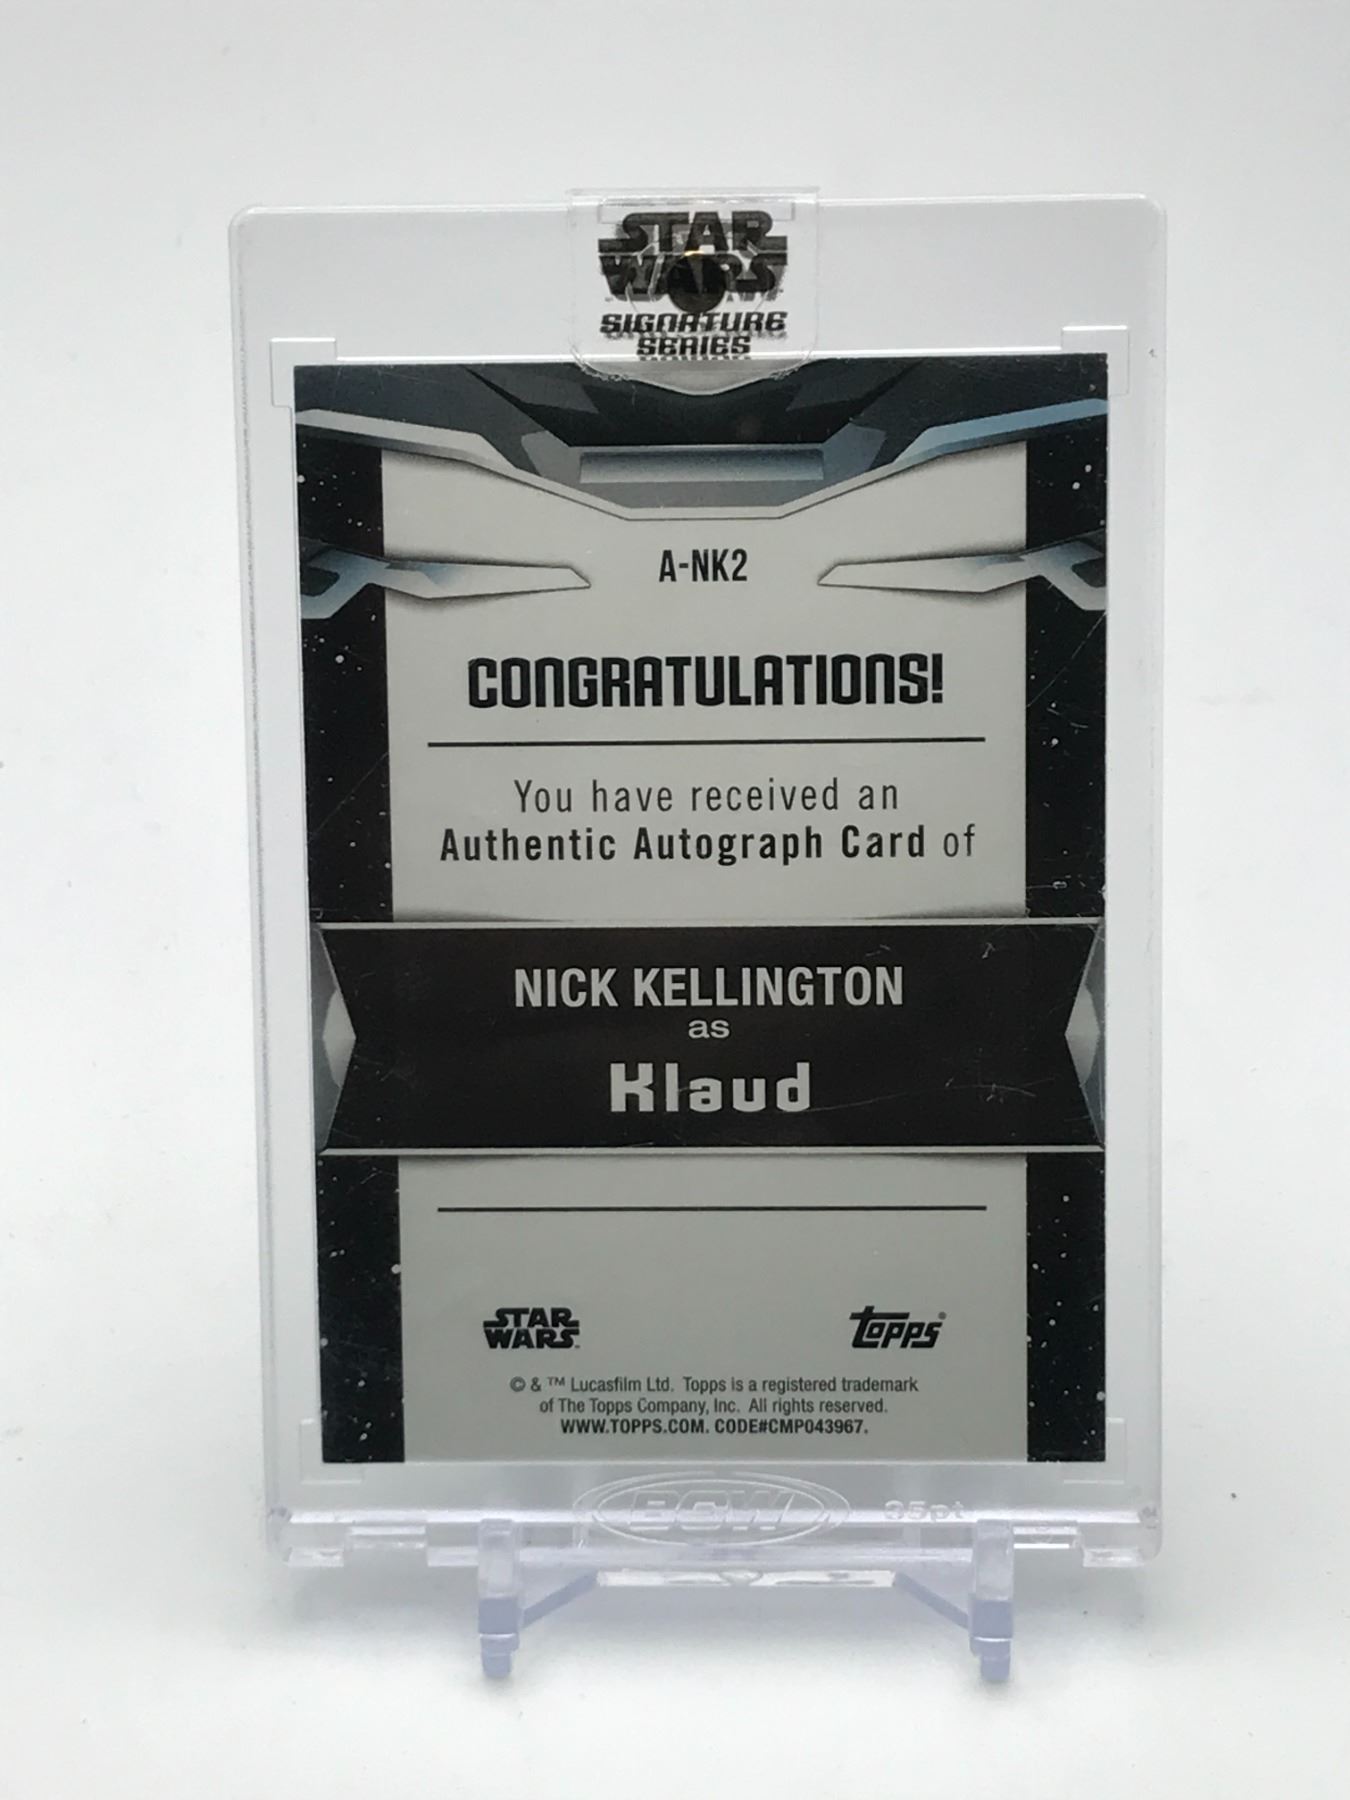 STAR
WARS
SIGNATURE
SERIES
A-NK2
CONGRATULATIONS!
You have received an
Authentic Autograph Card of
NICK KELLINGTON
as
Klaud
STAR
WARS
topps®
© & ™ Lucasfilm Ltd. Topps is a registered trademark
of The Topps Company, Inc. All rights reserved.
WWW.TOPPS.COM. CODE#CMP043967.
BCW
35pt